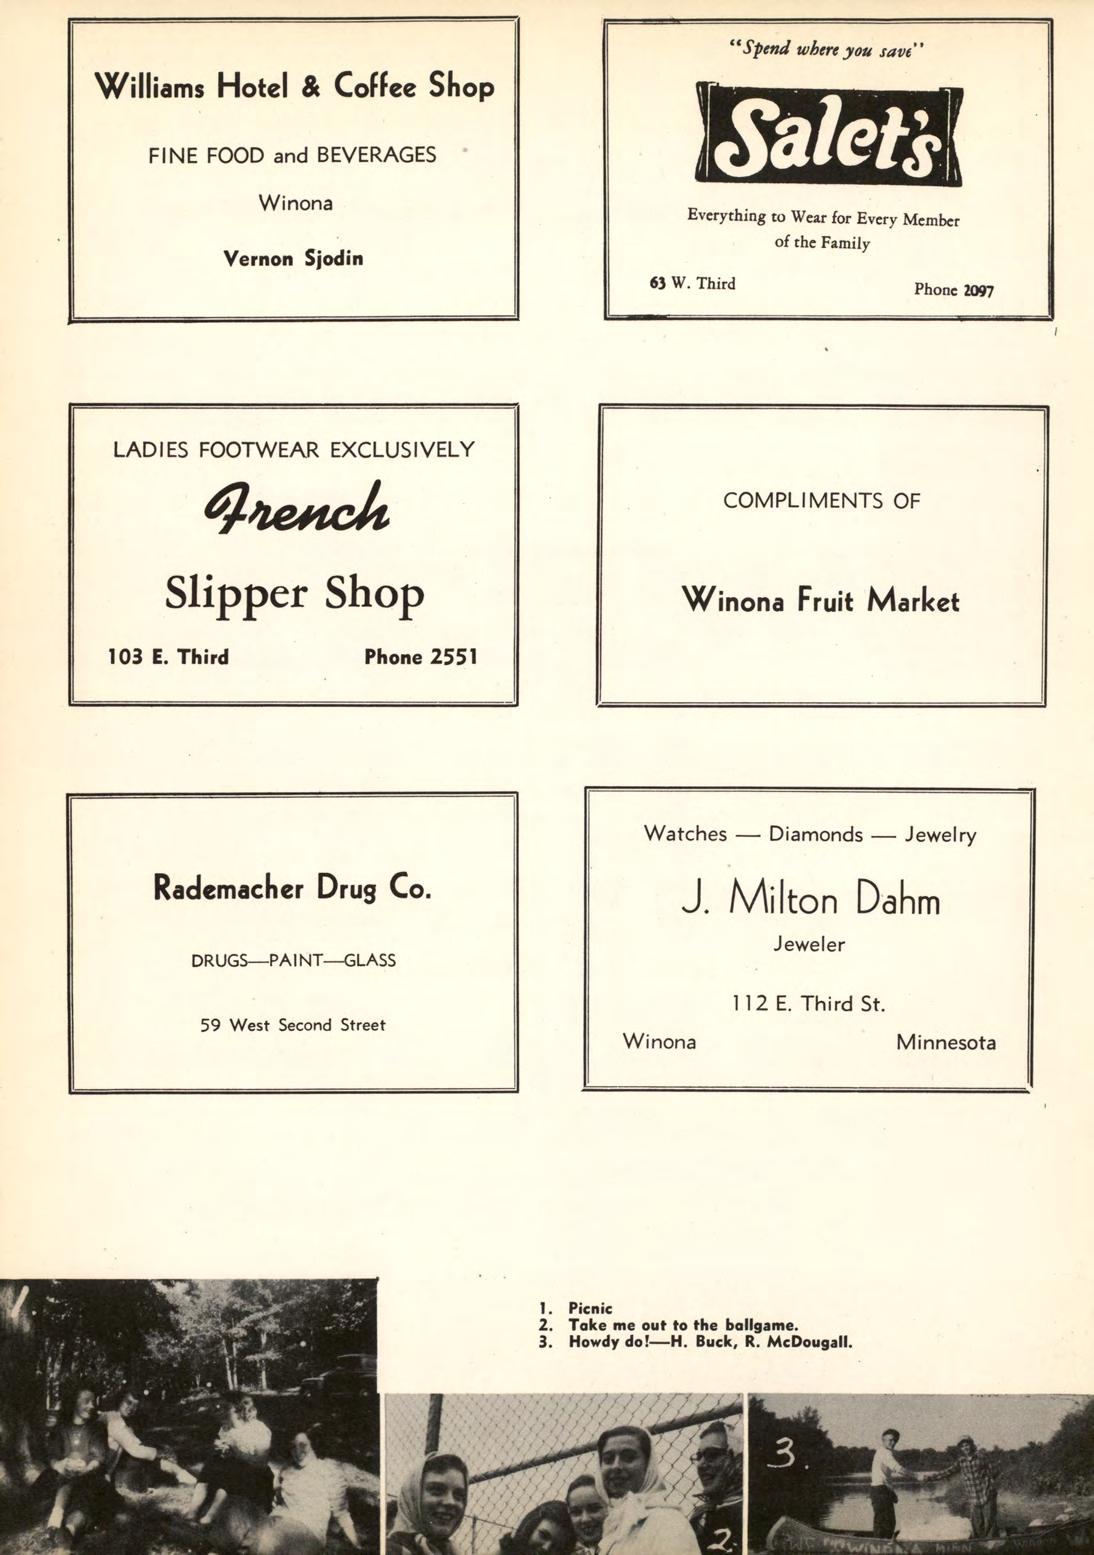 Williams Hotel & Coffee Shop
FINE FOOD and BEVERAGES
Winona
Vernon Sjodin
"Spend where you save"
Salet's
Everything to Wear for Every Member
of the Family
63 W. Third Phone 2097
LADIES FOOTWEAR EXCLUSIVELY
French
Slipper Shop
103 E. Third Phone 2551
COMPLIMENTS OF
Winona Fruit Market
Rademacher Drug Co.
DRUGS—PAINT—GLASS
59 West Second Street
Watches — Diamonds — Jewelry
J. Milton Dahm
Jeweler
112 E. Third St.
Winona Minnesota
1. Picnic
2. Take me out to the ballgame.
3. Howdy do!—H. Buck, R. McDougall.
1
2.
3.
WINONA MINN